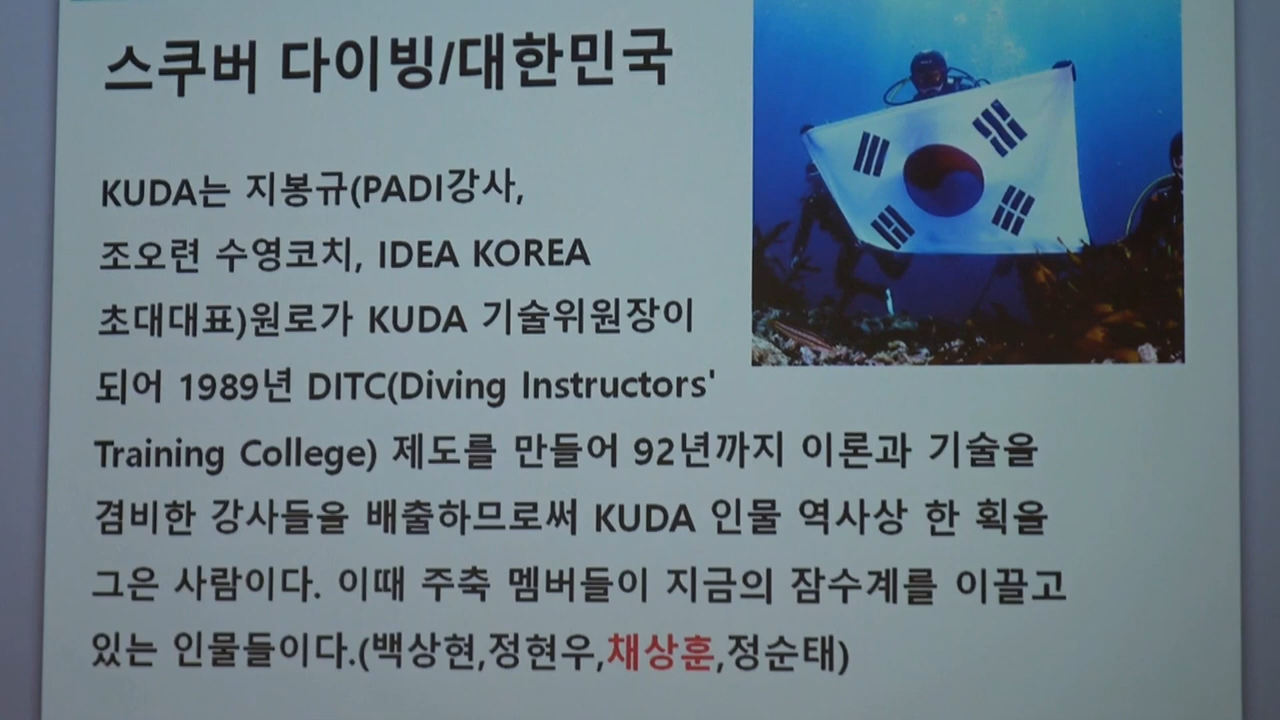 스쿠버 다이빙/대한민국
KUDA는 지봉규(PADI강사,
조오련 수영코치, IDEA KOREA
초대대표)원로가 KUDA 기술위원장이
되어 1989년 DITC(Diving Instructors'
Training College) 제도를 만들어 92년까지 이론과 기술을
겸비한 강사들을 배출하므로써 KUDA 인물 역사상 한 획을
그은 사람이다. 이때 주축 멤버들이 지금의 잠수계를 이끌고
있는 인물들이다.(백상현,정현우,채상훈,정순태)